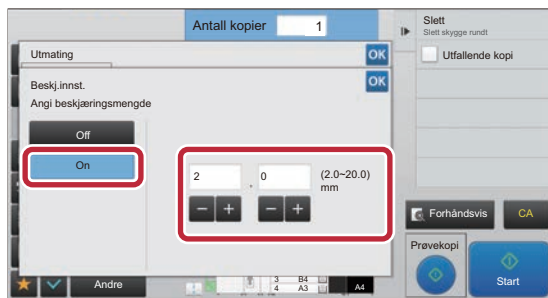 Antall kopier 1
Slett
Slett skygge rundt
Utmating OK
Utfallende kopi
Beskj.innst. OK
Angi beskjæringsmengde
Off
On
2 . 0 (2.0~20.0)
mm
− + − +
Forhåndsvis CA
Prøvekopi
Start
Andre
3 B4
4 A3
A4